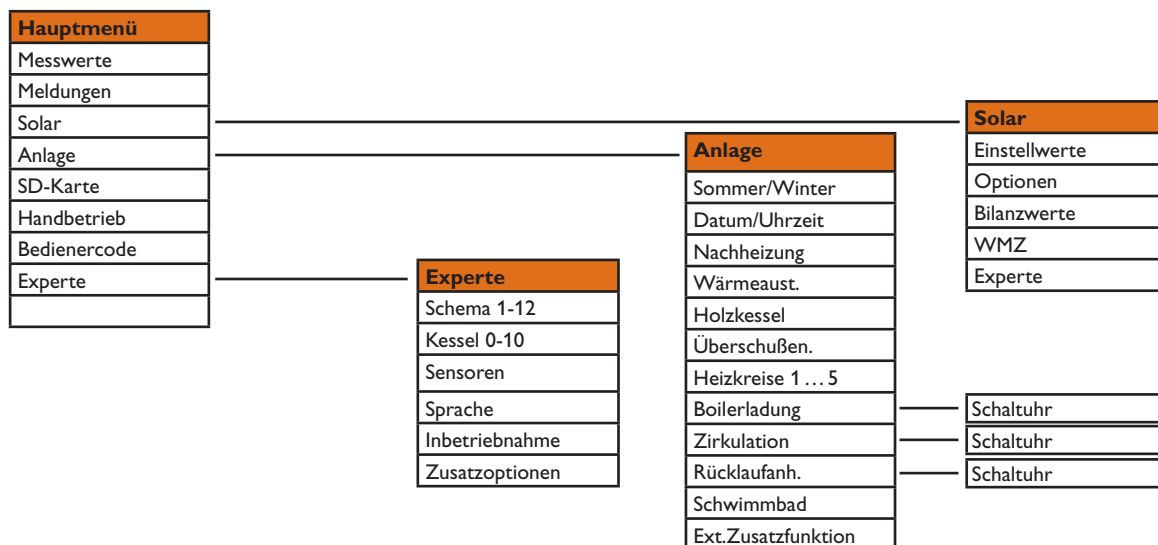 Hauptmenü
Messwerte
Meldungen
Solar
Anlage
SD-Karte
Handbetrieb
Bedienercode
Experte
Experte
Schema 1-12
Kessel 0-10
Sensoren
Sprache
Inbetriebnahme
Zusatzoptionen
Anlage
Sommer/Winter
Datum/Uhrzeit
Nachheizung
Wärmeaust.
Holzkessel
Überschußen.
Heizkreise 1 … 5
Boilerladung
Zirkulation
Rücklaufanh.
Schwimmbad
Ext.Zusatzfunktion
Solar
Einstellwerte
Optionen
Bilanzwerte
WMZ
Experte
Schaltuhr
Schaltuhr
Schaltuhr